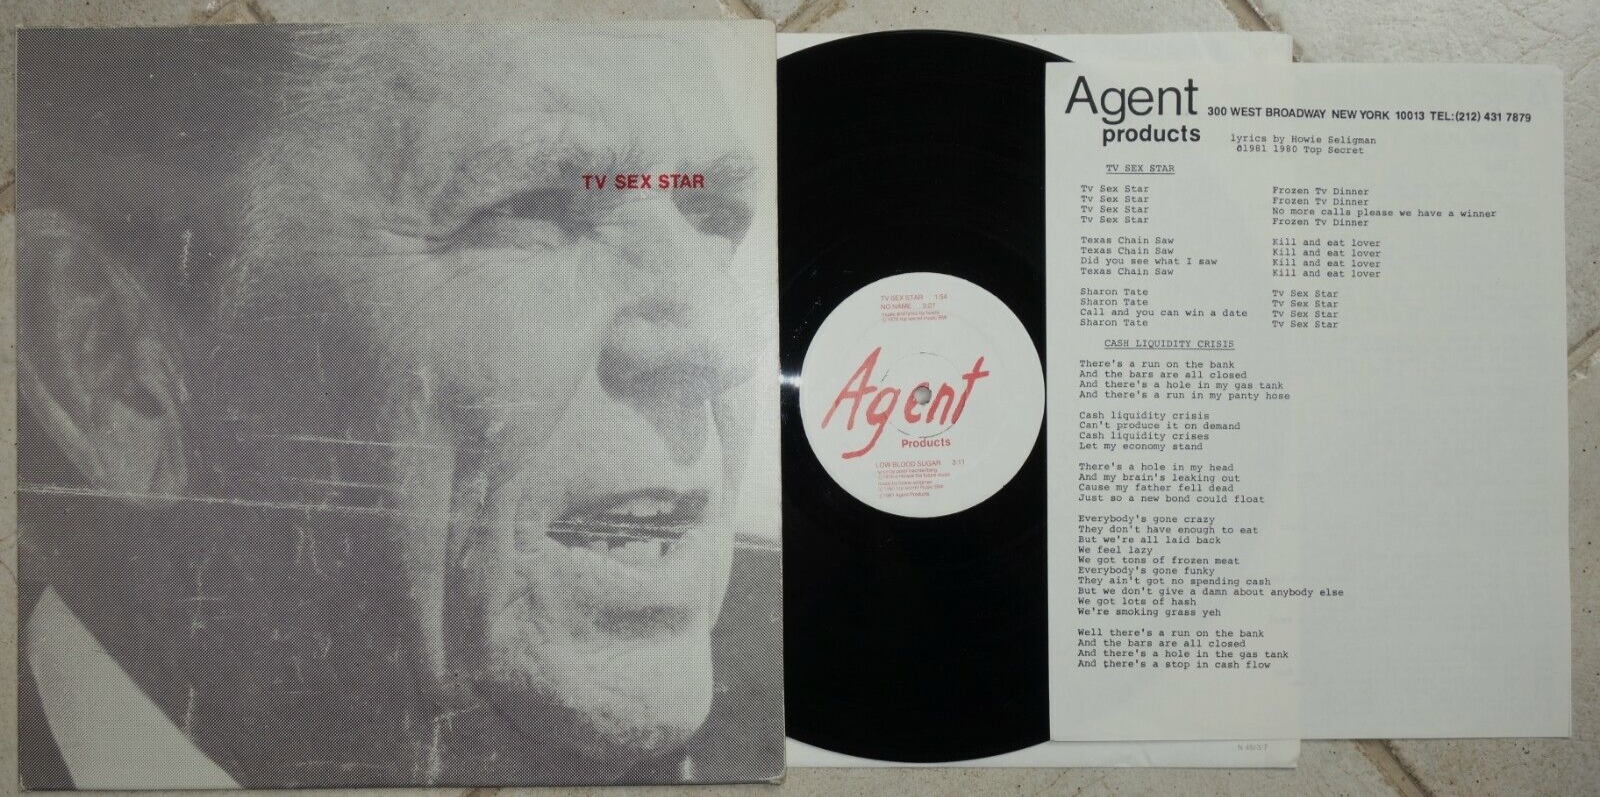 TV SEX STAR
TV SEX STAR 1:54
NO NAME 3:07
Agent
Products
LOW BLOOD SUGAR 3:11
Agent
products
300 WEST BROADWAY NEW YORK 10013 TEL:(212) 431 7879
lyrics by Howie Seligman
©1981 1980 Top Secret
TV SEX STAR
Tv Sex Star
Tv Sex Star
Tv Sex Star
Tv Sex Star
Texas Chain Saw
Texas Chain Saw
Did you see what I saw
Texas Chain Saw
Sharon Tate
Sharon Tate
Call and you can win a date
Sharon Tate
Frozen Tv Dinner
Frozen Tv Dinner
No more calls please we have a winner
Frozen Tv Dinner
Kill and eat lover
Kill and eat lover
Kill and eat lover
Kill and eat lover
Tv Sex Star
Tv Sex Star
Tv Sex Star
Tv Sex Star
CASH LIQUIDITY CRISIS
There's a run on the bank
And the bars are all closed
And there's a hole in my gas tank
And there's a run in my panty hose
Cash liquidity crisis
Can't produce it on demand
Cash liquidity crises
Let my economy stand
There's a hole in my head
And my brain's leaking out
Cause my father fell dead
Just so a new bond could float
Everybody's gone crazy
They don't have enough to eat
But we're all laid back
We feel lazy
We got tons of frozen meat
Everybody's gone funky
They ain't got no spending cash
But we don't give a damn about anybody else
We got lots of hash
We're smoking grass yeh
Well there's a run on the bank
And the bars are all closed
And there's a hole in the gas tank
And there's a stop in cash flow